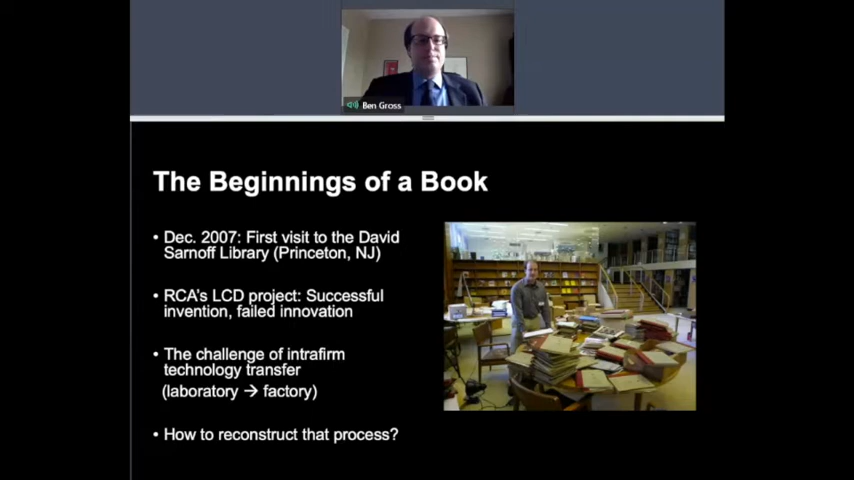 Ben Gross
The Beginnings of a Book
• Dec. 2007: First visit to the David
Sarnoff Library (Princeton, NJ)
• RCA's LCD project: Successful
invention, failed innovation
• The challenge of intrafirm
technology transfer
(laboratory → factory)
• How to reconstruct that process?